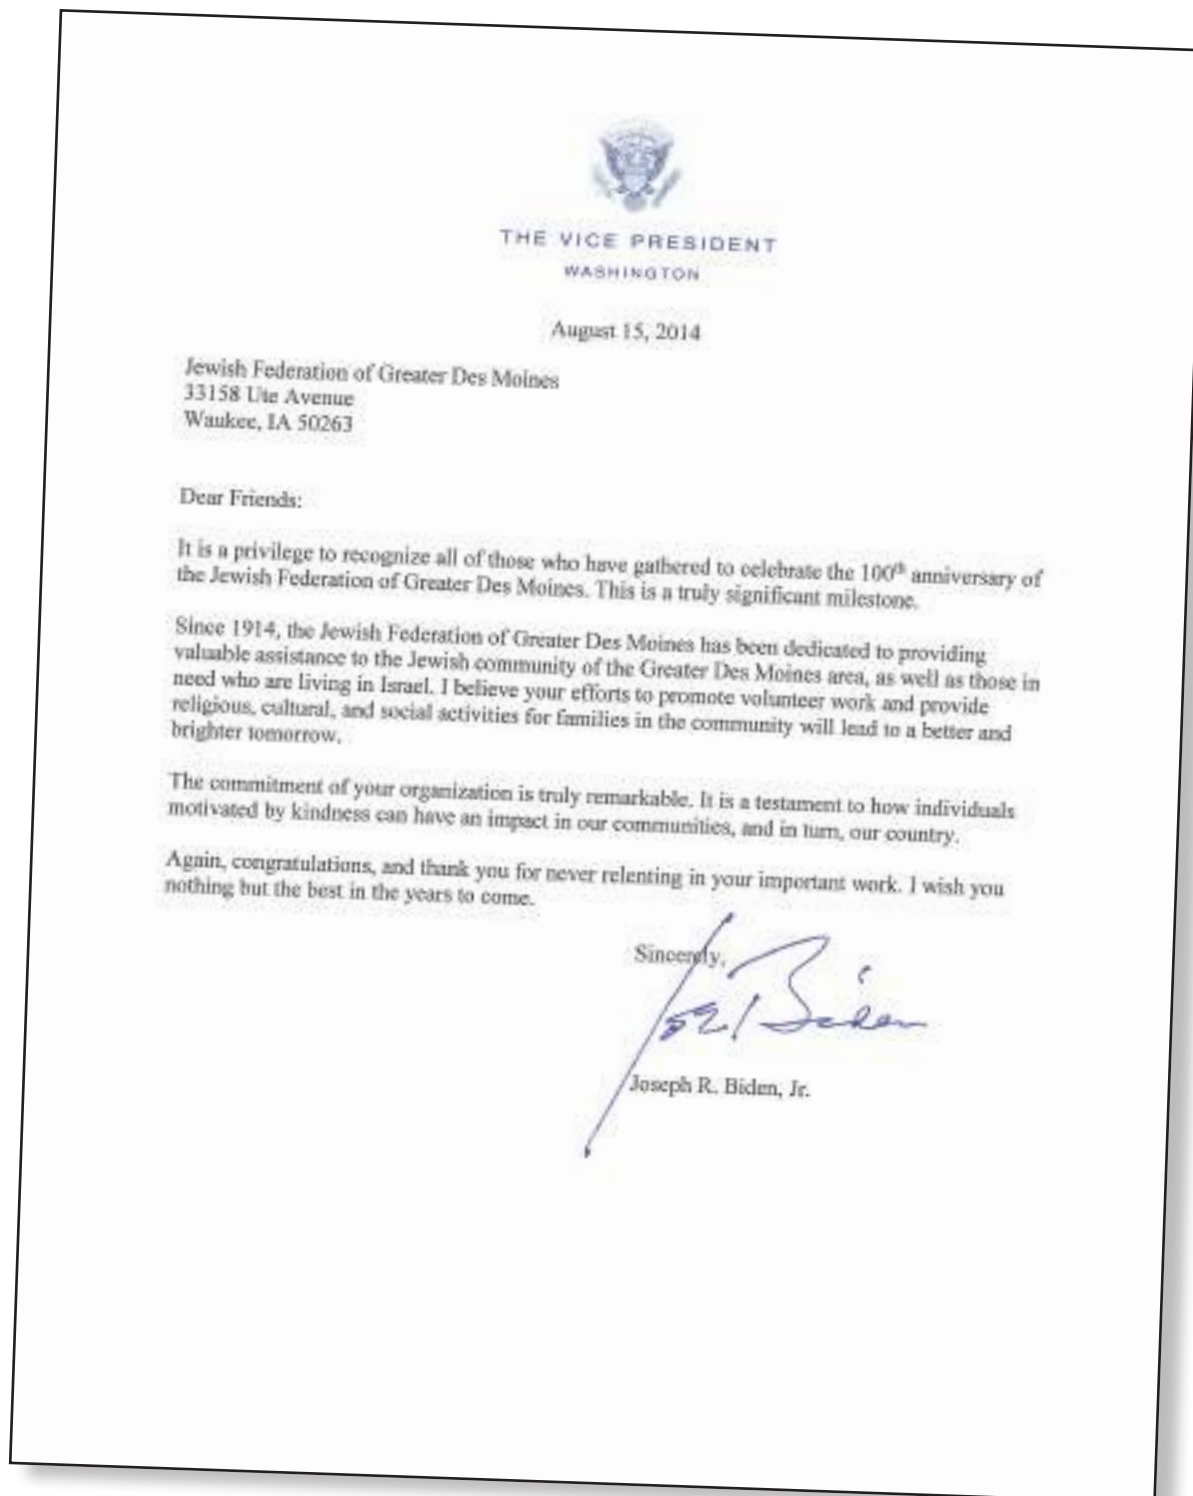 THE VICE PRESIDENT
WASHINGTON
August 15, 2014
Jewish Federation of Greater Des Moines
33158 Ute Avenue
Waukee, IA 50263
Dear Friends:
It is a privilege to recognize all of those who have gathered to celebrate the 100th anniversary of
the Jewish Federation of Greater Des Moines. This is a truly significant milestone.
Since 1914, the Jewish Federation of Greater Des Moines has been dedicated to providing
valuable assistance to the Jewish community of the Greater Des Moines area, as well as those in
need who are living in Israel. I believe your efforts to promote volunteer work and provide
religious, cultural, and social activities for families in the community will lead to a better and
brighter tomorrow.
The commitment of your organization is truly remarkable. It is a testament to how individuals
motivated by kindness can have an impact in our communities, and in turn, our country.
Again, congratulations, and thank you for never relenting in your important work. I wish you
nothing but the best in the years to come.
Sincerely,
Joe Biden
Joseph R. Biden, Jr.